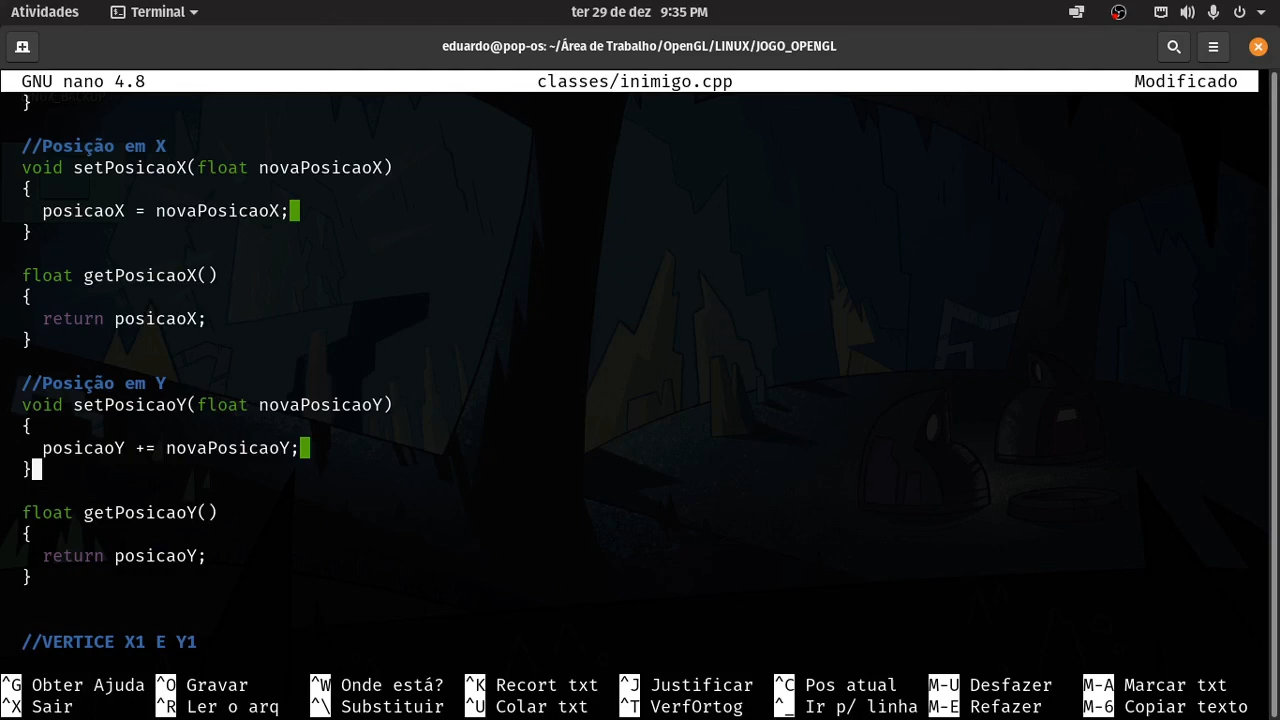 Atividades Terminal ter 29 de dez 9:35 PM
eduardo@pop-os: ~/Área de Trabalho/OpenGL/LINUX/JOGO_OPENGL
GNU nano 4.8 classes/inimigo.cpp Modificado
}
//Posição em X
void setPosicaoX(float novaPosicaoX)
{
posicaoX = novaPosicaoX;
}
float getPosicaoX()
{
return posicaoX;
}
//Posição em Y
void setPosicaoY(float novaPosicaoY)
{
posicaoY += novaPosicaoY;
}
float getPosicaoY()
{
return posicaoY;
}
//VERTICE X1 E Y1
^G Obter Ajuda ^O Gravar ^W Onde está? ^K Recort txt ^J Justificar ^C Pos atual M-U Desfazer M-A Marcar txt
^X Sair ^R Ler o arq ^\ Substituir ^U Colar txt ^T VerfOrtog ^_ Ir p/ linha M-E Refazer M-6 Copiar texto